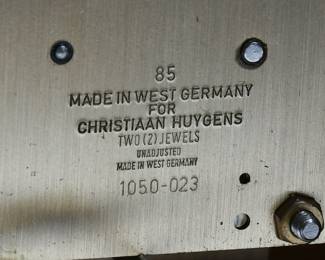 85
MADE IN WEST GERMANY
FOR
CHRISTIAAN HUYGENS
TWO (2) JEWELS
UNADJUSTED
MADE IN WEST GERMANY
1050-023